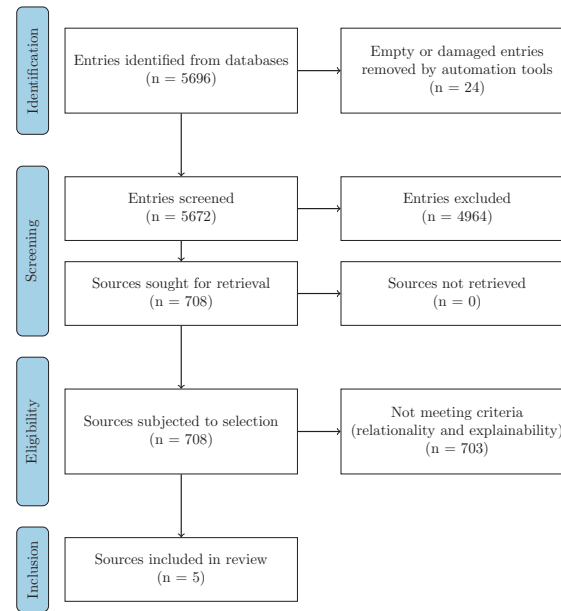 Identification
Entries identified from databases
(n = 5696)
Empty or damaged entries
removed by automation tools
(n = 24)
Screening
Entries screened
(n = 5672)
Entries excluded
(n = 4964)
Sources sought for retrieval
(n = 708)
Sources not retrieved
(n = 0)
Eligibility
Sources subjected to selection
(n = 708)
Not meeting criteria
(relationality and explainability)
(n = 703)
Inclusion
Sources included in review
(n = 5)